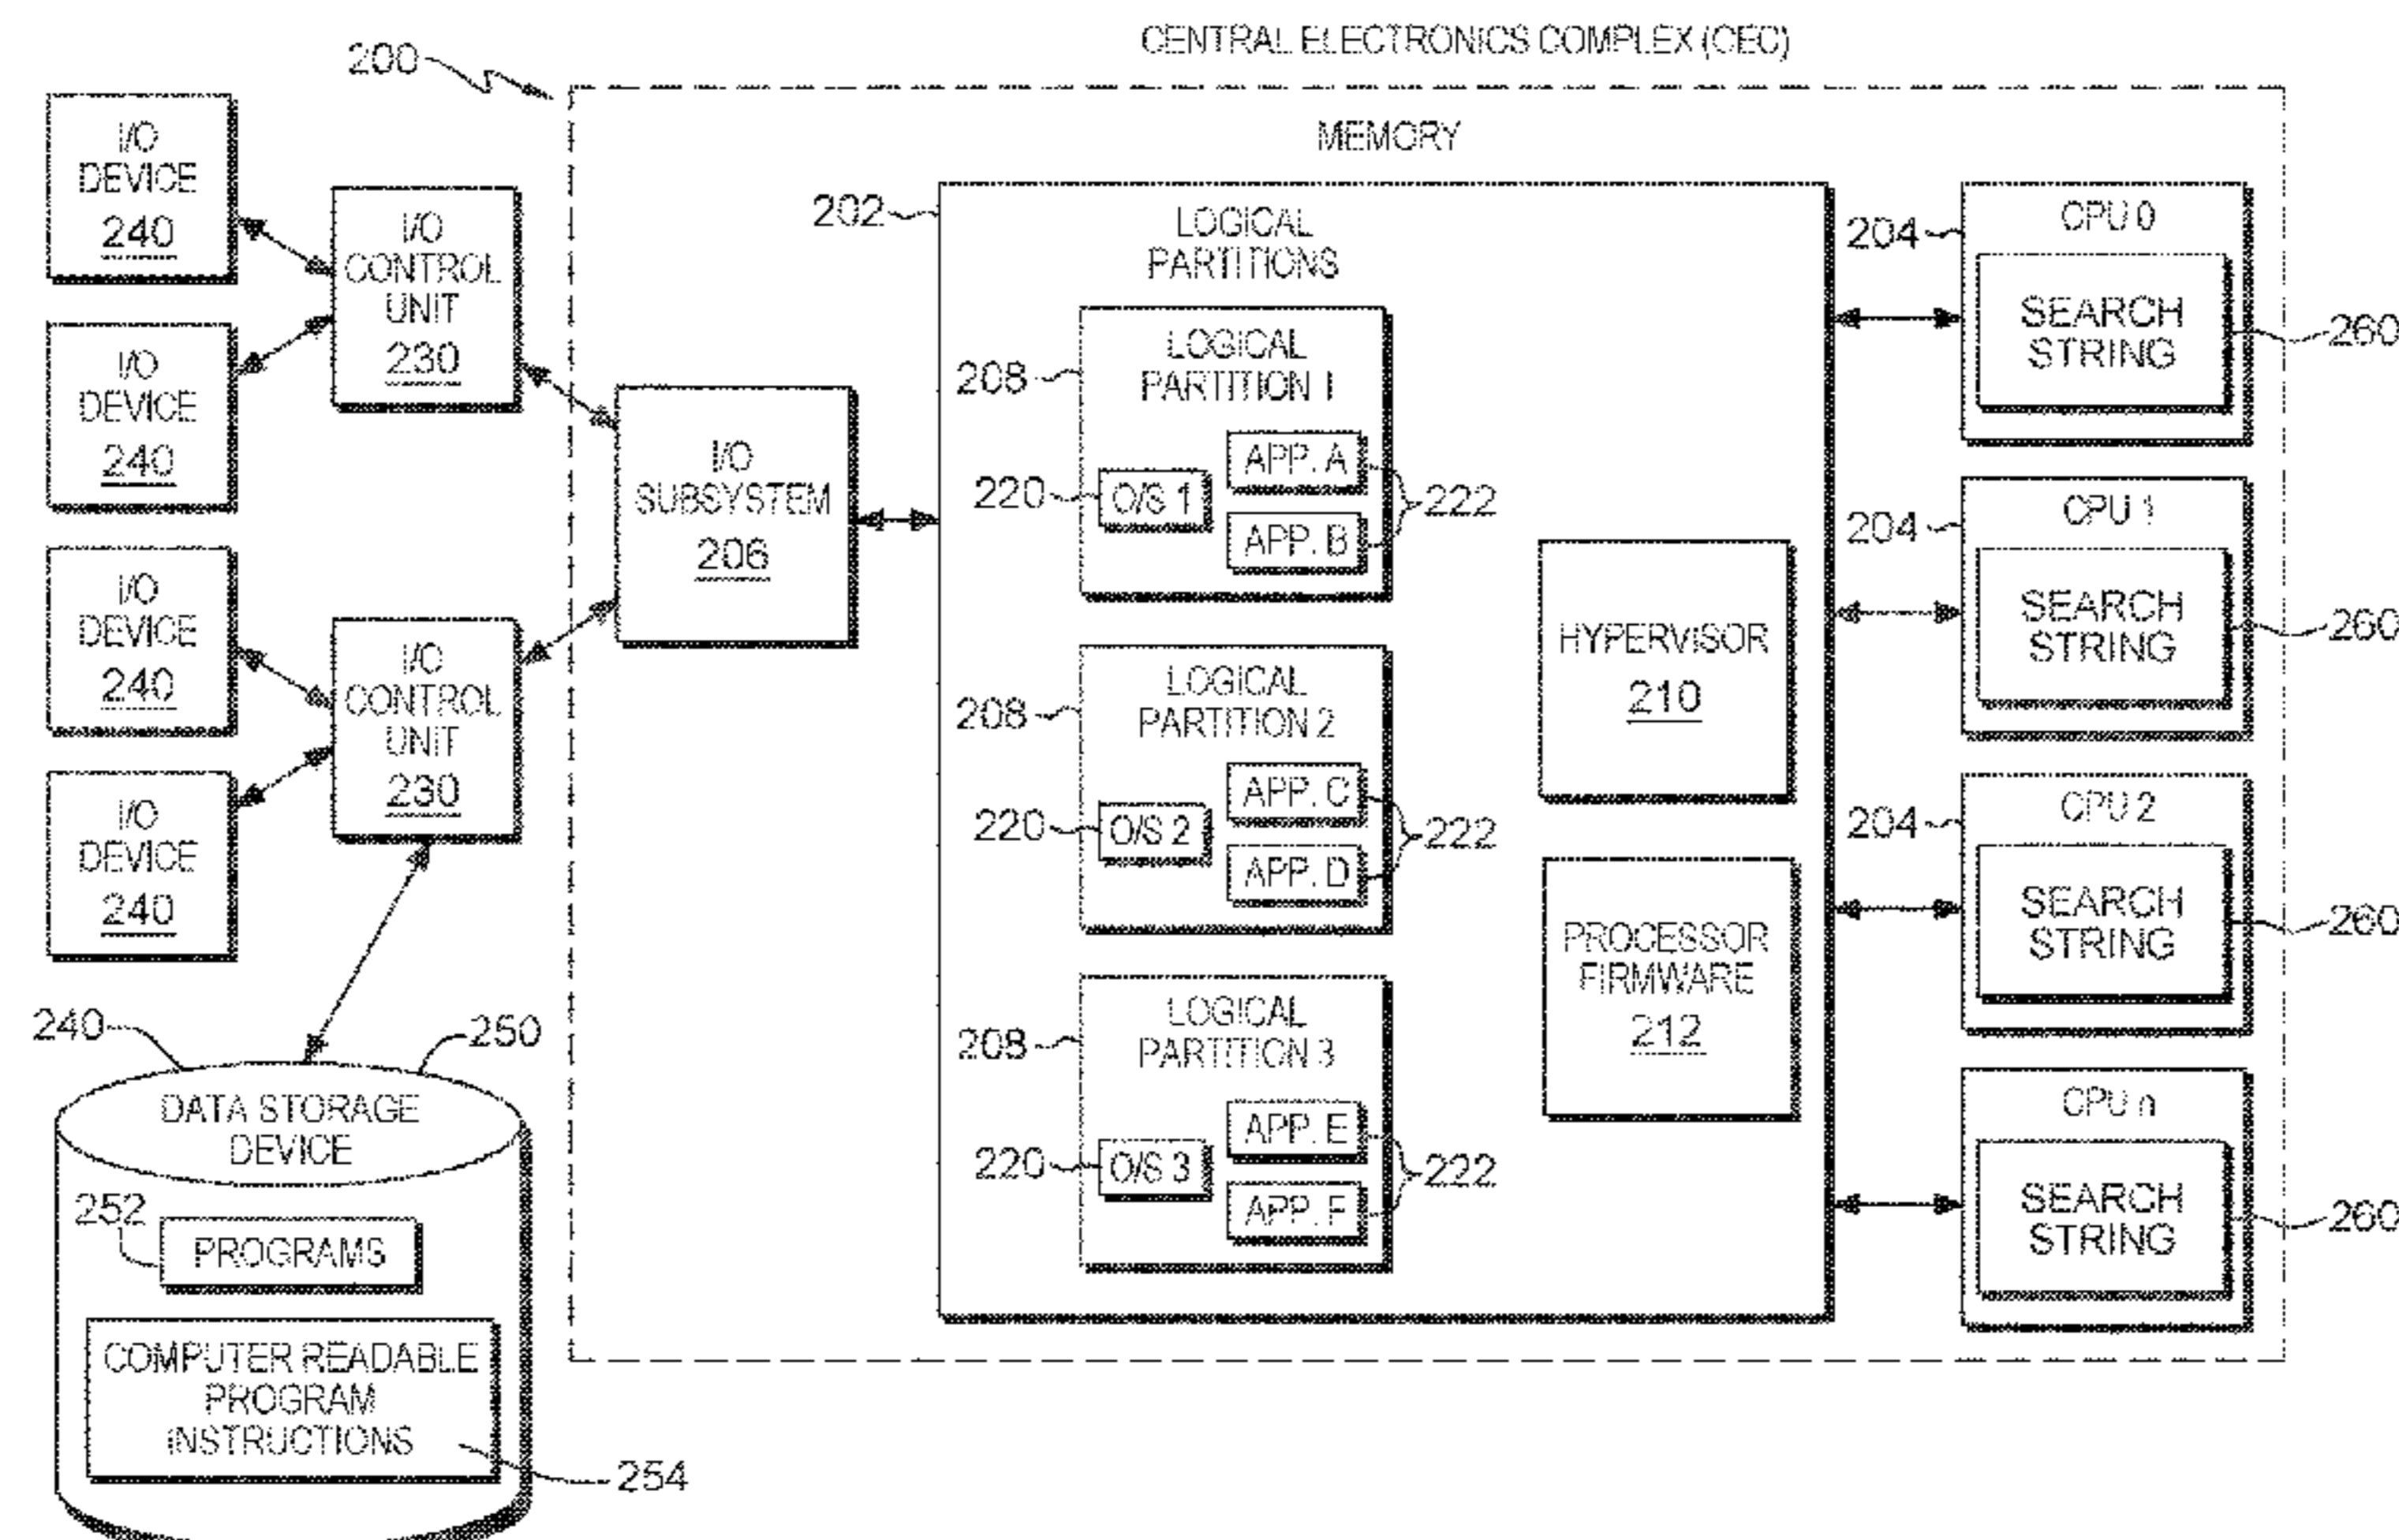 CENTRAL ELECTRONICS COMPLEX (CEC)
200
MEMORY
I/O
DEVICE
240
I/O
DEVICE
240
I/O
DEVICE
240
I/O
DEVICE
240
I/O
CONTROL
UNIT
230
I/O
CONTROL
UNIT
230
I/O
SUBSYSTEM
206
202
LOGICAL
PARTITIONS
208
LOGICAL
PARTITION 1
220
O/S 1
APP. A
APP. B
222
208
LOGICAL
PARTITION 2
220
O/S 2
APP. C
APP. D
222
208
LOGICAL
PARTITION 3
220
O/S 3
APP. E
APP. F
222
HYPERVISOR
210
PROCESSOR
FIRMWARE
212
204
CPU 0
SEARCH
STRING
260
204
CPU 1
SEARCH
STRING
260
204
CPU 2
SEARCH
STRING
260
CPU n
SEARCH
STRING
260
240
250
DATA STORAGE
DEVICE
252
PROGRAMS
COMPUTER READABLE
PROGRAM
INSTRUCTIONS
254